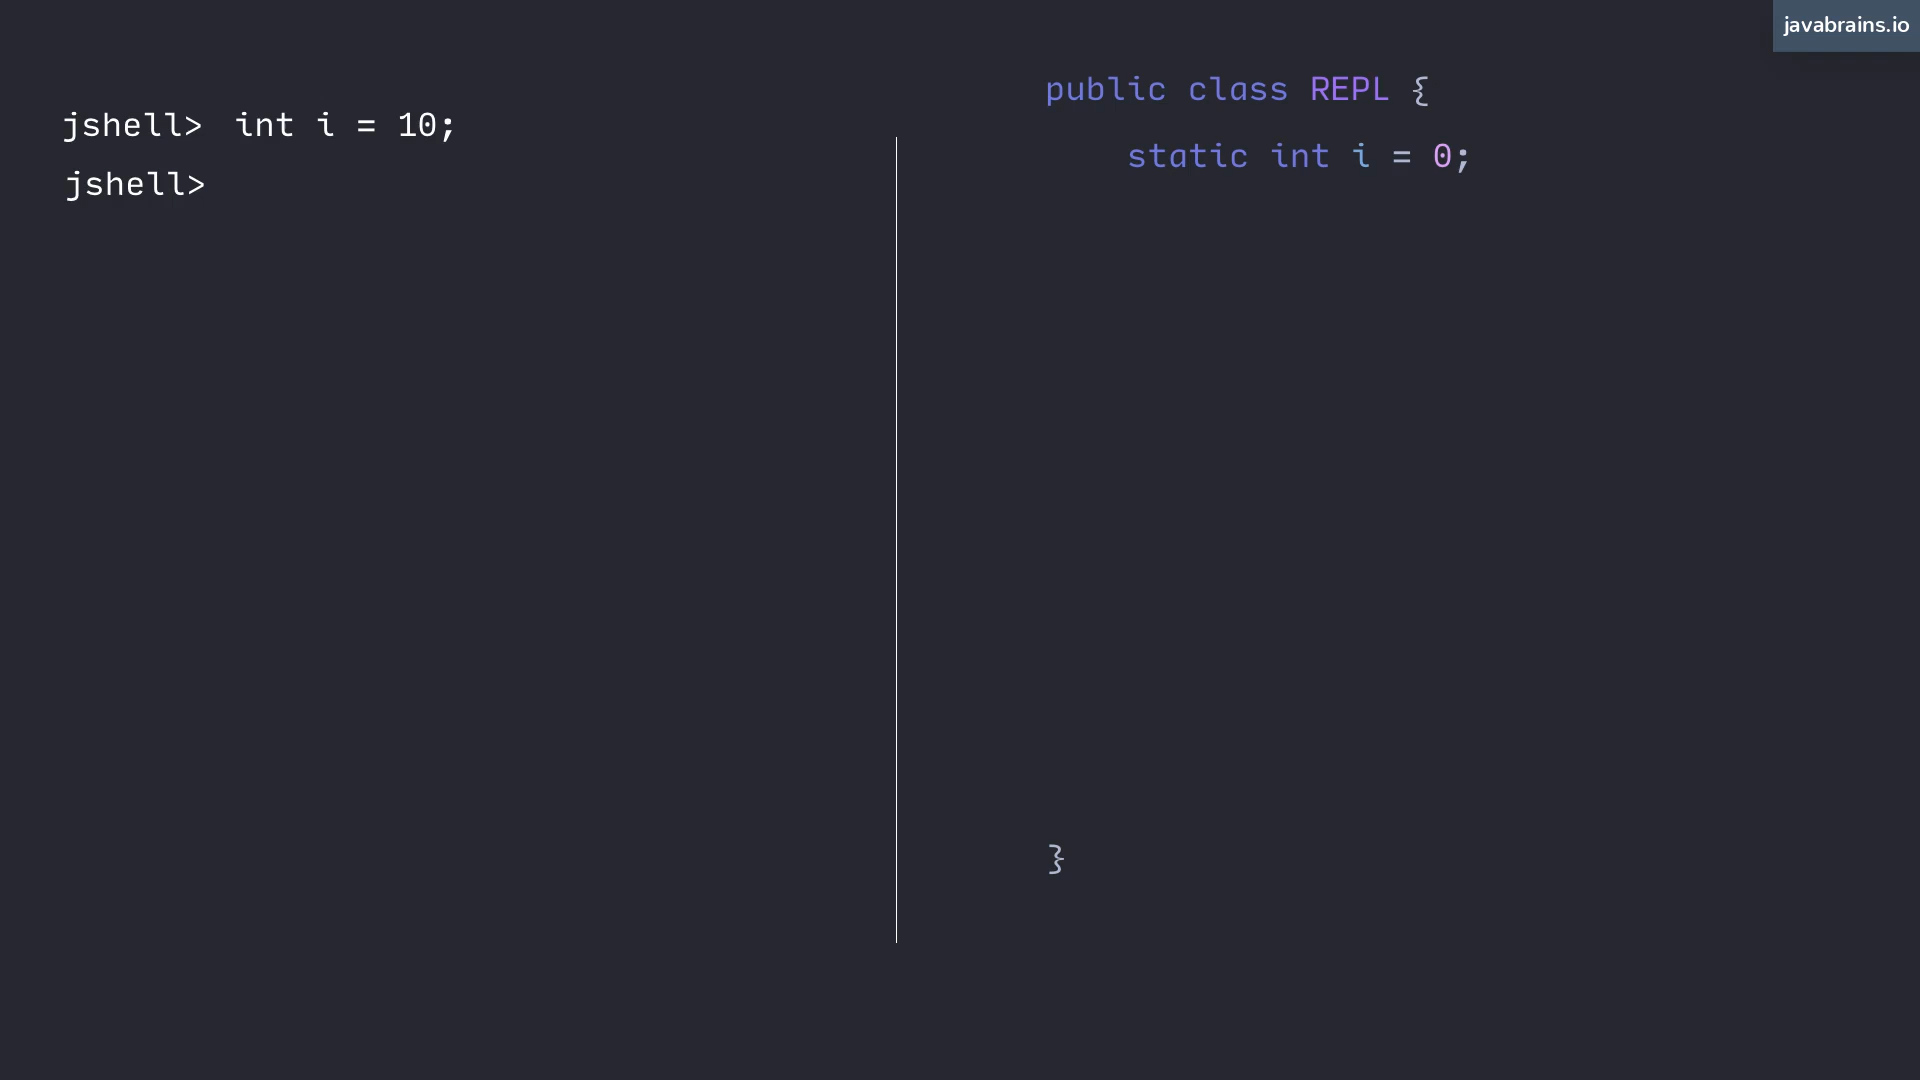 javabrains.io
jshell> int i = 10;
jshell>
public class REPL {
    static int i = 0;
}